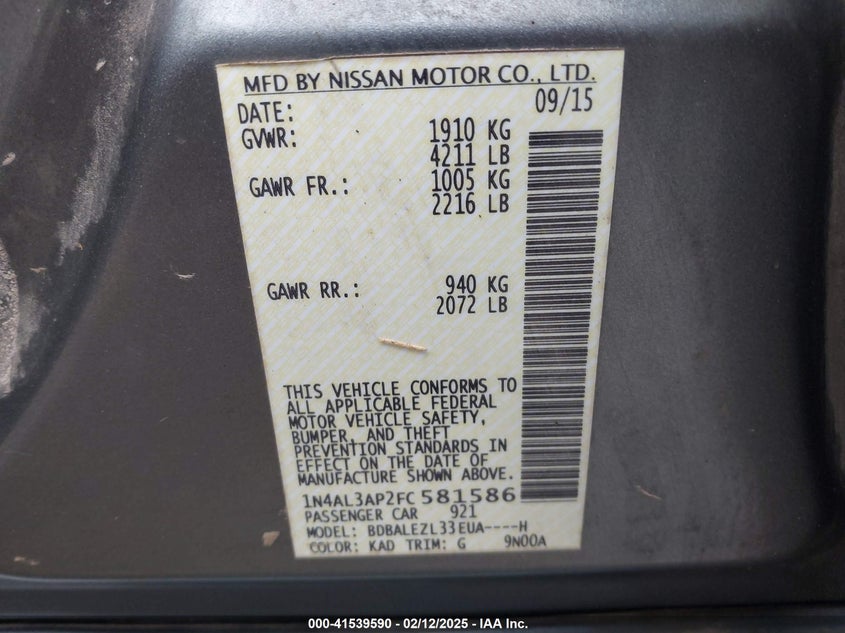 MFD BY NISSAN MOTOR CO., LTD.
DATE: 09/15
GVWR: 1910 KG
4211 LB
GAWR FR.: 1005 KG
2216 LB
GAWR RR.: 940 KG
2072 LB
THIS VEHICLE CONFORMS TO
ALL APPLICABLE FEDERAL
MOTOR VEHICLE SAFETY,
BUMPER, AND THEFT
PREVENTION STANDARDS IN
EFFECT ON THE DATE OF
MANUFACTURE SHOWN ABOVE.
1N4AL3AP2FC581586
PASSENGER CAR 921
MODEL: BDBALEZL33EUA----H
COLOR: KAD TRIM: G 9N00A
000-41539590 - 02/12/2025 - IAA Inc.